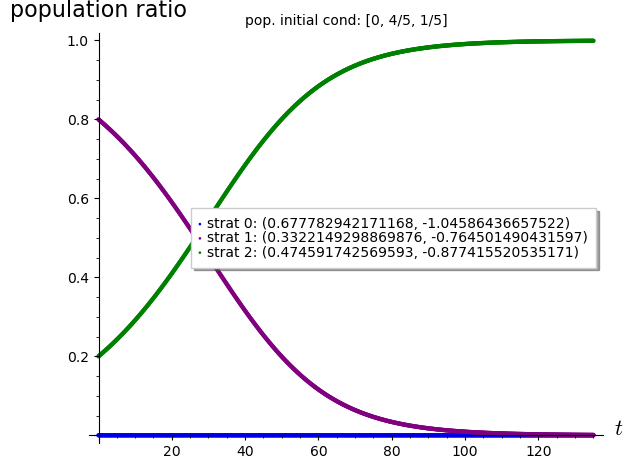 population ratio
pop. initial cond: [0, 4/5, 1/5]
1.0
0.8
0.6
strat 0: (0.677782942171168, -1.04586436657522)
strat 1: (0.3322149298869876, -0.764501490431597)
strat 2: (0.474591742569593, -0.877415520535171)
0.4
0.2
t
20 40 60 80 100 120